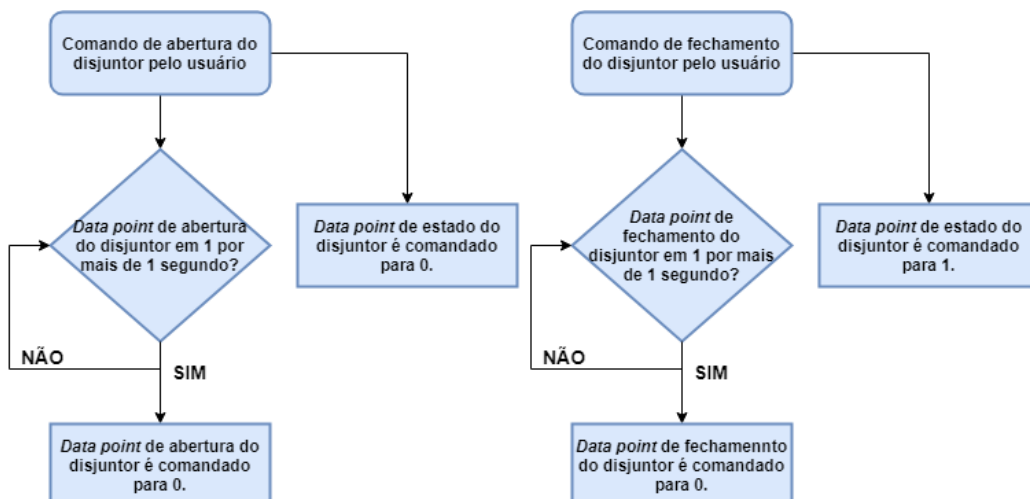 Comando de abertura do
disjuntor pelo usuário
Data point de abertura
do disjuntor em 1 por
mais de 1 segundo?
Data point de estado do
disjuntor é comandado
para 0.
NÃO
SIM
Data point de abertura do
disjuntor é comandado
para 0.
Comando de fechamento
do disjuntor pelo usuário
Data point de
fechamento do
disjuntor em 1 por mais
de 1 segundo?
Data point de estado do
disjuntor é comandado
para 1.
NÃO
SIM
Data point de fechamennto
do disjuntor é comandado
para 0.